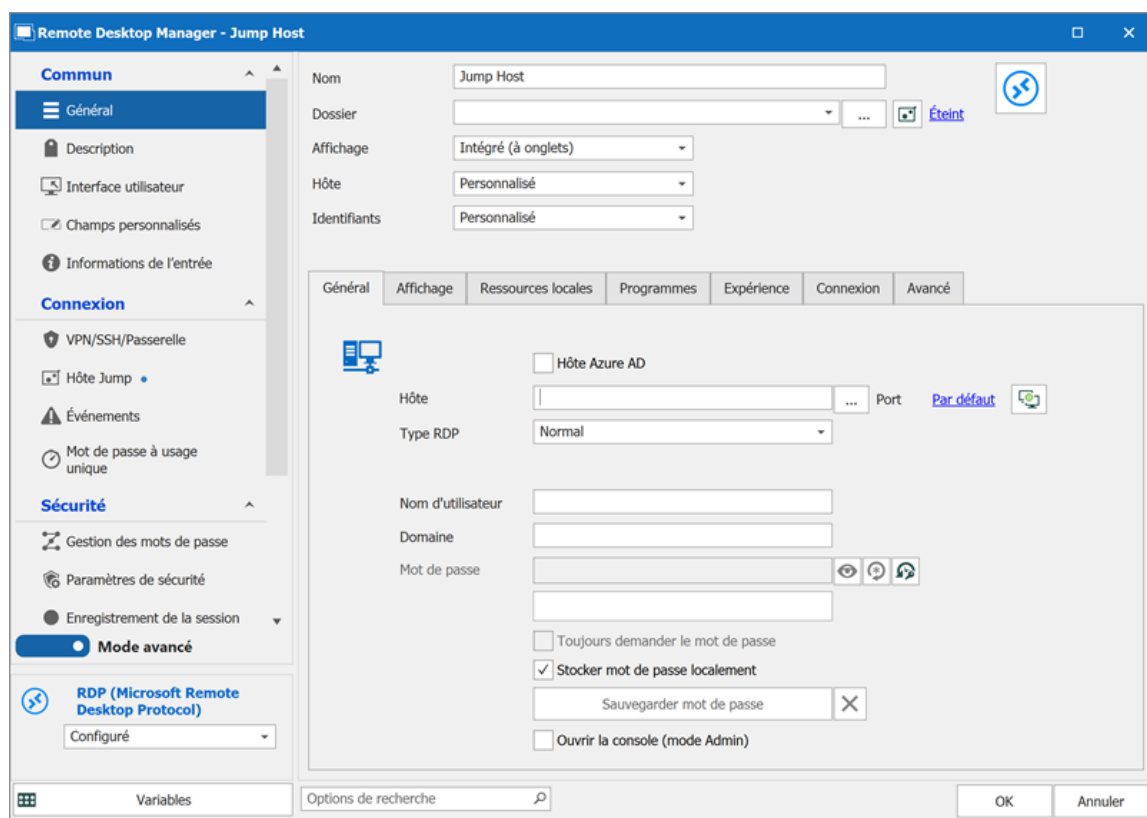 Remote Desktop Manager - Jump Host
Commun
Général
Description
Interface utilisateur
Champs personnalisés
Informations de l'entrée
Connexion
VPN/SSH/Passerelle
Hôte Jump
Événements
Mot de passe à usage
unique
Sécurité
Gestion des mots de passe
Paramètres de sécurité
Enregistrement de la session
Mode avancé
RDP (Microsoft Remote
Desktop Protocol)
Configuré
Variables
Nom Jump Host
Dossier ... Éteint
Affichage Intégré (à onglets)
Hôte Personnalisé
Identifiants Personnalisé
Général Affichage Ressources locales Programmes Expérience Connexion Avancé
Hôte Azure AD
Hôte ... Port Par défaut
Type RDP Normal
Nom d'utilisateur
Domaine
Mot de passe
Toujours demander le mot de passe
Stocker mot de passe localement
Sauvegarder mot de passe
Ouvrir la console (mode Admin)
Options de recherche
OK Annuler